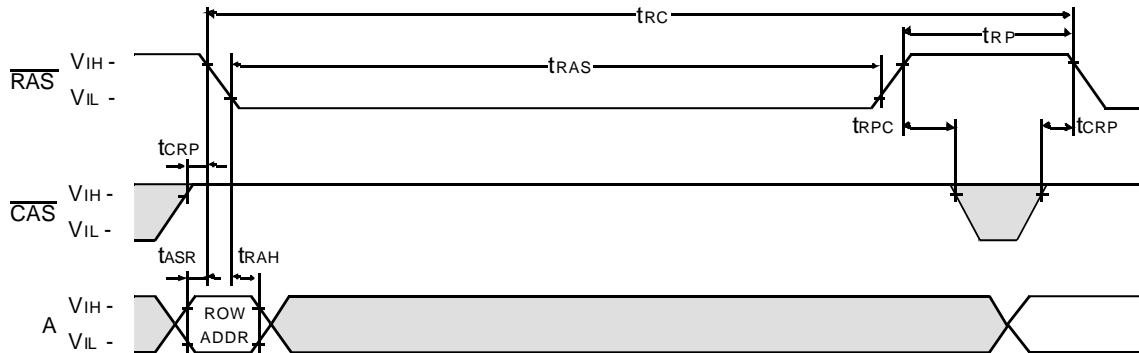 tRC
tRP
RAS
VIH -
VIL -
tRAS
tRPC
tCRP
tCRP
CAS
VIH -
VIL -
tASR
tRAH
A
VIH -
VIL -
ROW
ADDR